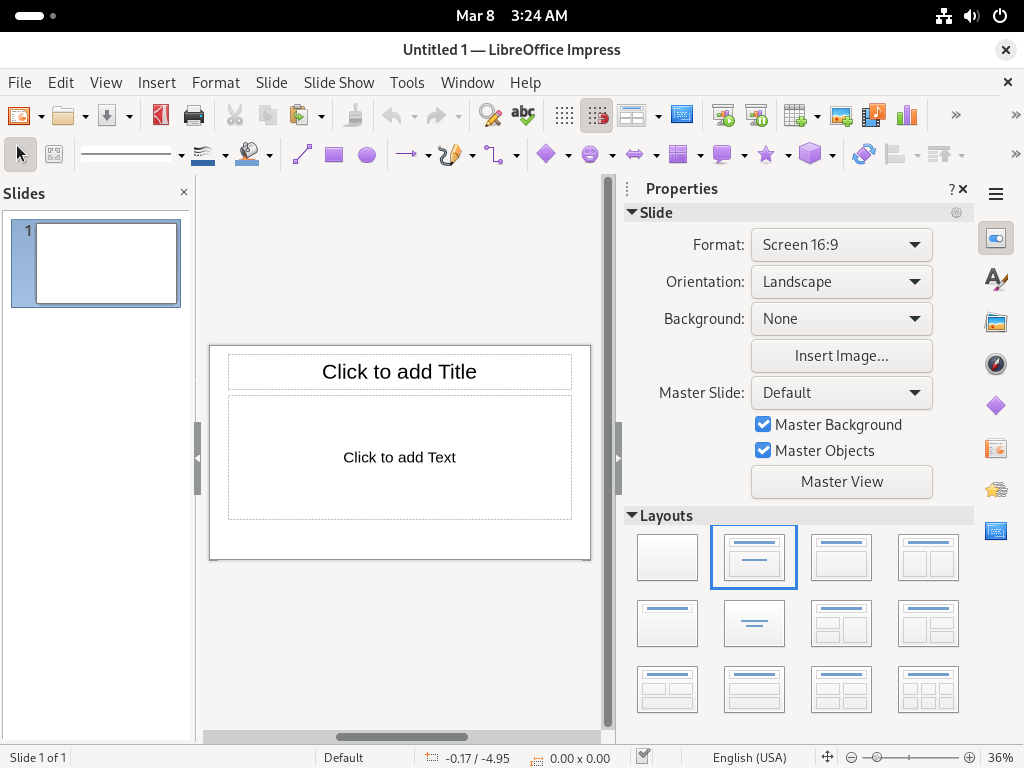 Mar 8 3:24 AM
Untitled 1 — LibreOffice Impress
File Edit View Insert Format Slide Slide Show Tools Window Help
abc
Slides
1
Click to add Title
Click to add Text
Properties
?
Slide
Format: Screen 16:9
Orientation: Landscape
Background: None
Insert Image...
Master Slide: Default
Master Background
Master Objects
Master View
Layouts
Slide 1 of 1 Default -0.17 / -4.95 0.00 x 0.00 English (USA) 36%